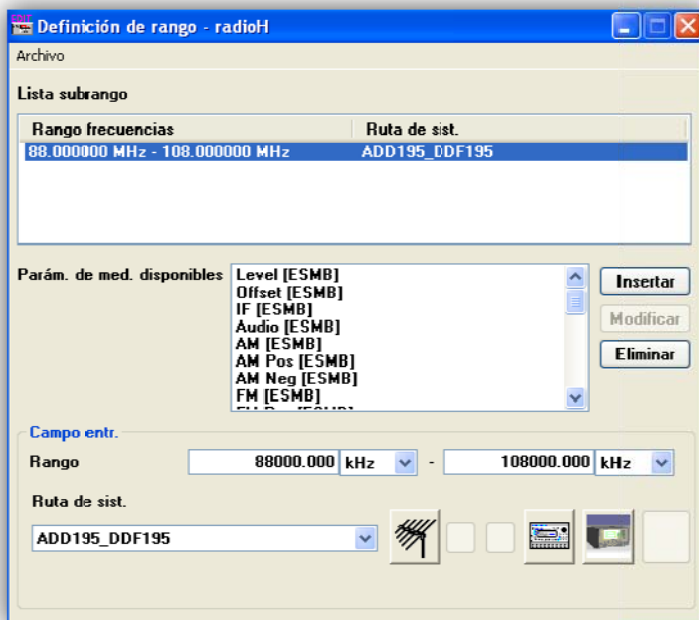 Definición de rango - radioH
Archivo
Lista subrango
Rango frecuencias Ruta de sist.
88.000000 MHz - 108.000000 MHz ADD195_DDF195
Parám. de med. disponibles
Level [ESMB]
Offset [ESMB]
IF [ESMB]
Audio [ESMB]
AM [ESMB]
AM Pos [ESMB]
AM Neg [ESMB]
FM [ESMB]
Insertar
Modificar
Eliminar
Campo entr.
Rango 88000.000 kHz - 108000.000 kHz
Ruta de sist.
ADD195_DDF195